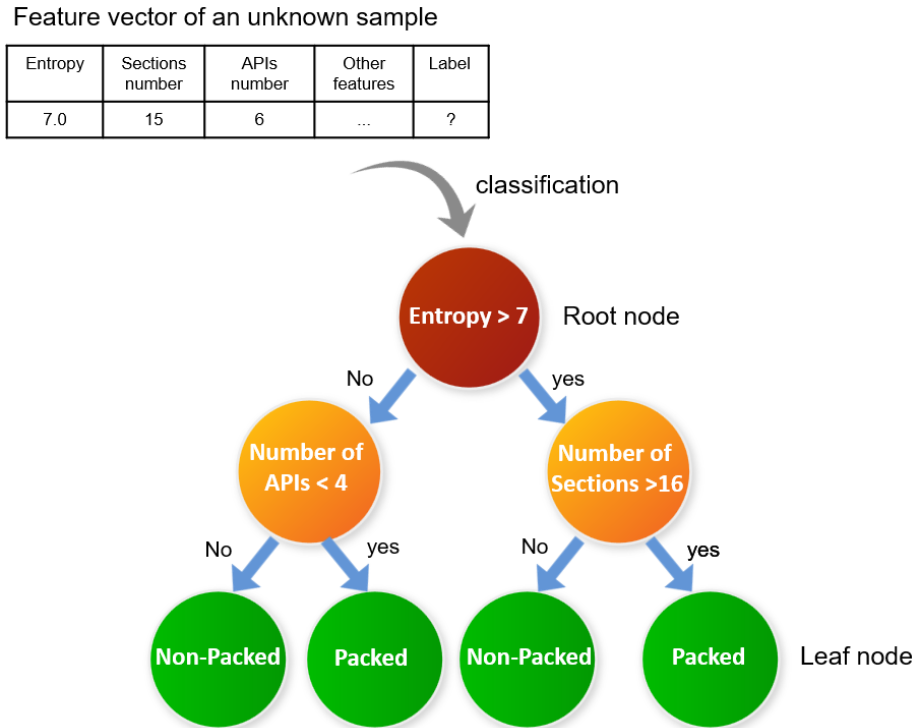 Feature vector of an unknown sample
Entropy
Sections
number
APIs
number
Other
features
Label
7.0
15
6
...
?
classification
Entropy > 7
Root node
No
yes
Number of
APIs < 4
Number of
Sections >16
No
yes
No
yes
Non-Packed
Packed
Non-Packed
Packed
Leaf node